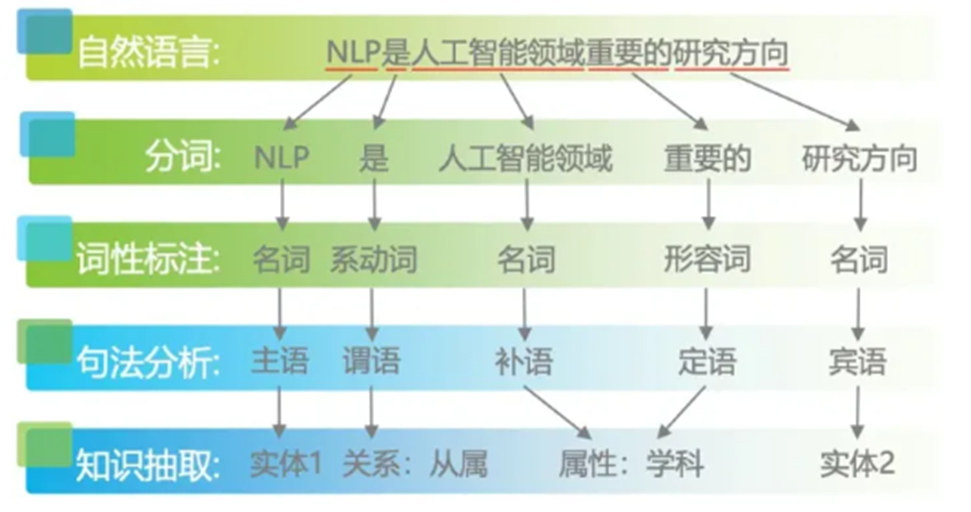 自然语言: NLP是人工智能领域重要的研究方向
分词: NLP 是 人工智能领域 重要的 研究方向
词性标注: 名词 系动词 名词 形容词 名词
句法分析: 主语 谓语 补语 定语 宾语
知识抽取: 实体1 关系：从属 属性：学科 实体2